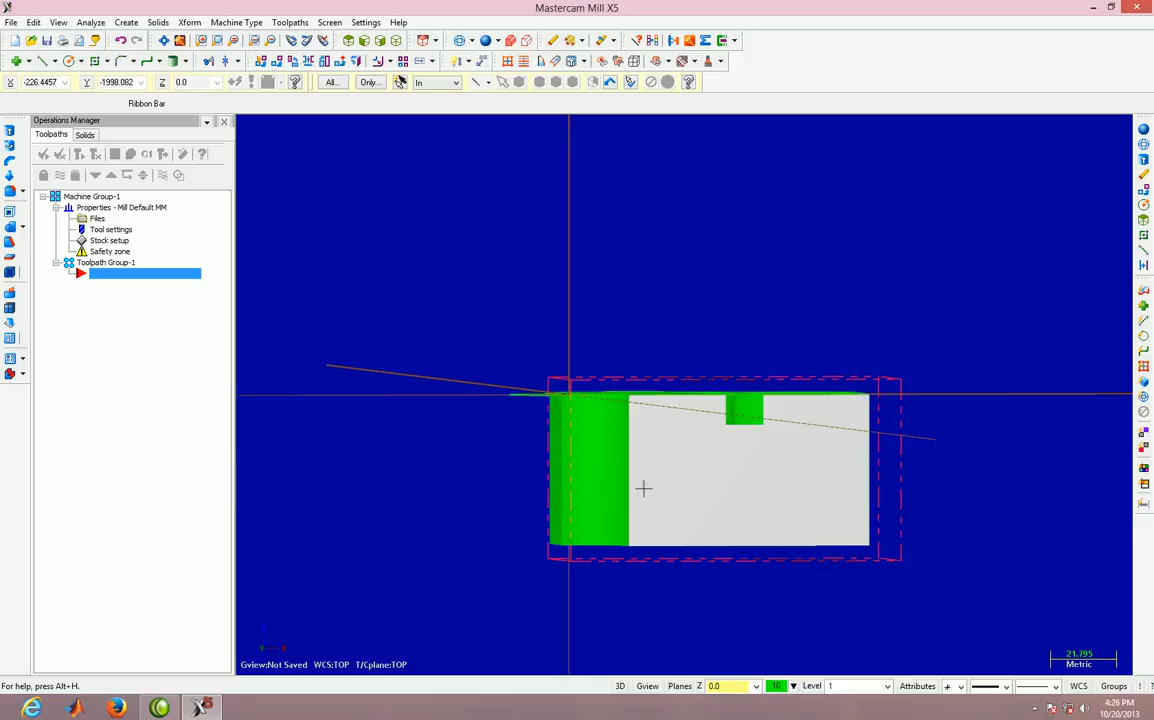 Mastercam Mill X5
File Edit View Analyze Create Solids Xform Machine Type Toolpaths Screen Settings Help
X -226.4457 Y -1998.082 Z 0.0 All... Only... In
Ribbon Bar
Operations Manager
Toolpaths Solids
G1
Machine Group-1
Properties - Mill Default MM
Files
Tool settings
Stock setup
Safety zone
Toolpath Group-1
21.795
Metric
Gview:Not Saved WCS:TOP T/Cplane:TOP
For help, press Alt+H.
3D Gview Planes Z 0.0 10 Level 1 Attributes WCS Groups ! ?
4:26 PM
10/20/2013